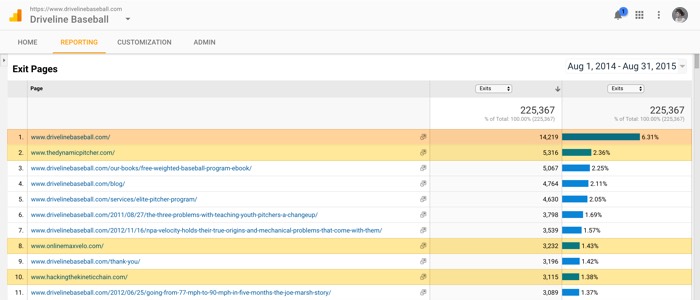 https://www.drivelinebaseball.com
Driveline Baseball
1
HOME REPORTING CUSTOMIZATION ADMIN
Exit Pages
Aug 1, 2014 - Aug 31, 2015
Page Exits Exits
225,367 225,367
% of Total: 100.00% (225,367) % of Total: 100.00% (225,367)
1. www.drivelinebaseball.com/ 14,219 6.31%
2. www.thedynamicpitcher.com/ 5,316 2.36%
3. www.drivelinebaseball.com/our-books/free-weighted-baseball-program-ebook/ 5,067 2.25%
4. www.drivelinebaseball.com/blog/ 4,764 2.11%
5. www.drivelinebaseball.com/services/elite-pitcher-program/ 4,630 2.05%
6. www.drivelinebaseball.com/2011/08/27/the-three-problems-with-teaching-youth-pitchers-a-changeup/ 3,798 1.69%
7. www.drivelinebaseball.com/2012/11/16/npa-velocity-holds-their-true-origins-and-mechanical-problems-that-come-with-them/ 3,539 1.57%
8. www.onlinemaxvelo.com/ 3,232 1.43%
9. www.drivelinebaseball.com/thank-you/ 3,196 1.42%
10. www.hackingthekineticchain.com/ 3,115 1.38%
11. www.drivelinebaseball.com/2012/06/25/going-from-77-mph-to-90-mph-in-five-months-the-joe-marsh-story/ 3,089 1.37%